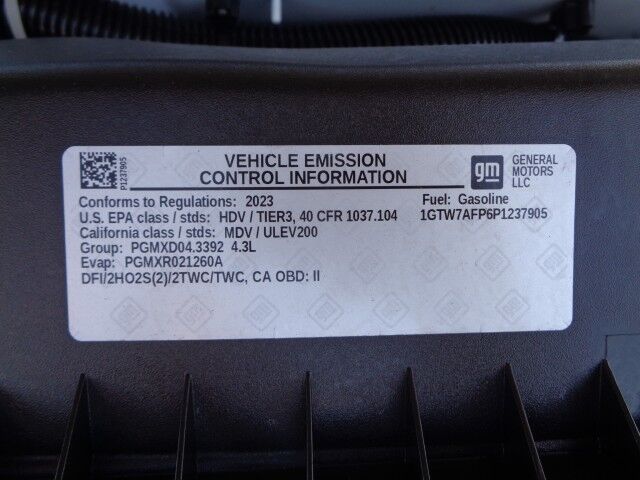 P1237905
VEHICLE EMISSION
CONTROL INFORMATION
gm
GENERAL
MOTORS
LLC
Conforms to Regulations: 2023
Fuel: Gasoline
U.S. EPA class / stds: HDV / TIER3, 40 CFR 1037.104
1GTW7AFP6P1237905
California class / stds: MDV / ULEV200
Group: PGMXD04.3392 4.3L
Evap: PGMXR021260A
DFI/2HO2S(2)/2TWC/TWC, CA OBD: II